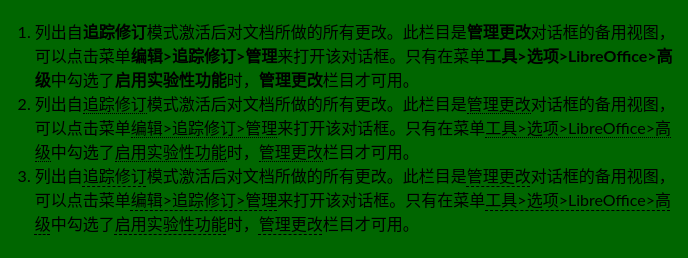 1. 列出自追踪修订模式激活后对文档所做的所有更改。此栏目是管理更改对话框的备用视图，
可以点击菜单编辑>追踪修订>管理来打开该对话框。只有在菜单工具>选项>LibreOffice>高
级中勾选了启用实验性功能时，管理更改栏目才可用。
2. 列出自追踪修订模式激活后对文档所做的所有更改。此栏目是管理更改对话框的备用视图，
可以点击菜单编辑>追踪修订>管理来打开该对话框。只有在菜单工具>选项>LibreOffice>高
级中勾选了启用实验性功能时，管理更改栏目才可用。
3. 列出自追踪修订模式激活后对文档所做的所有更改。此栏目是管理更改对话框的备用视图，
可以点击菜单编辑>追踪修订>管理来打开该对话框。只有在菜单工具>选项>LibreOffice>高
级中勾选了启用实验性功能时，管理更改栏目才可用。